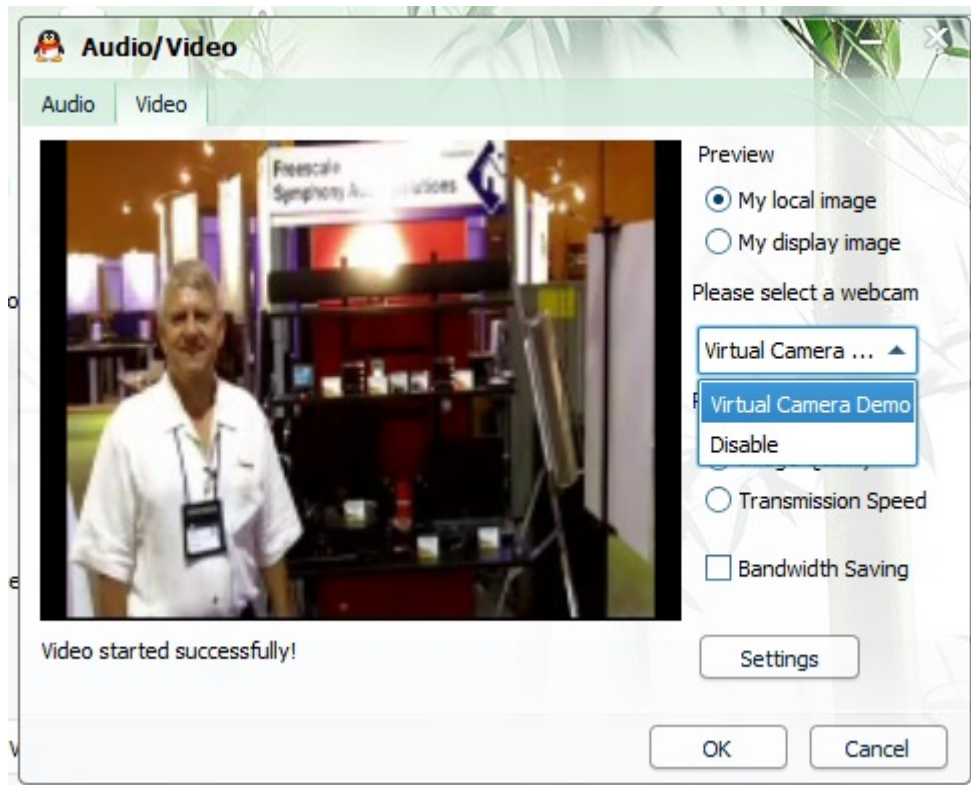 Audio/Video
Audio
Video
Freescale
Symphony
Preview
My local image
My display image
Please select a webcam
Virtual Camera ...
Virtual Camera Demo
Disable
Transmission Speed
Bandwidth Saving
Video started successfully!
Settings
OK
Cancel